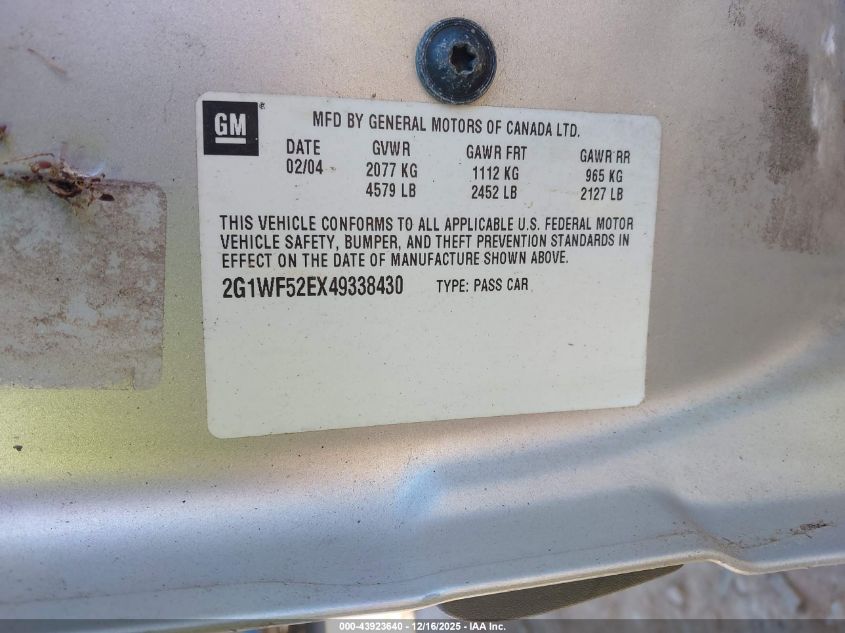 GM
MFD BY GENERAL MOTORS OF CANADA LTD.
DATE GVWR GAWR FRT GAWR RR
02/04 2077 KG 1112 KG 965 KG
4579 LB 2452 LB 2127 LB
THIS VEHICLE CONFORMS TO ALL APPLICABLE U.S. FEDERAL MOTOR
VEHICLE SAFETY, BUMPER, AND THEFT PREVENTION STANDARDS IN
EFFECT ON THE DATE OF MANUFACTURE SHOWN ABOVE.
2G1WF52EX49338430 TYPE: PASS CAR
000-43923640 - 12/16/2025 - IAA Inc.